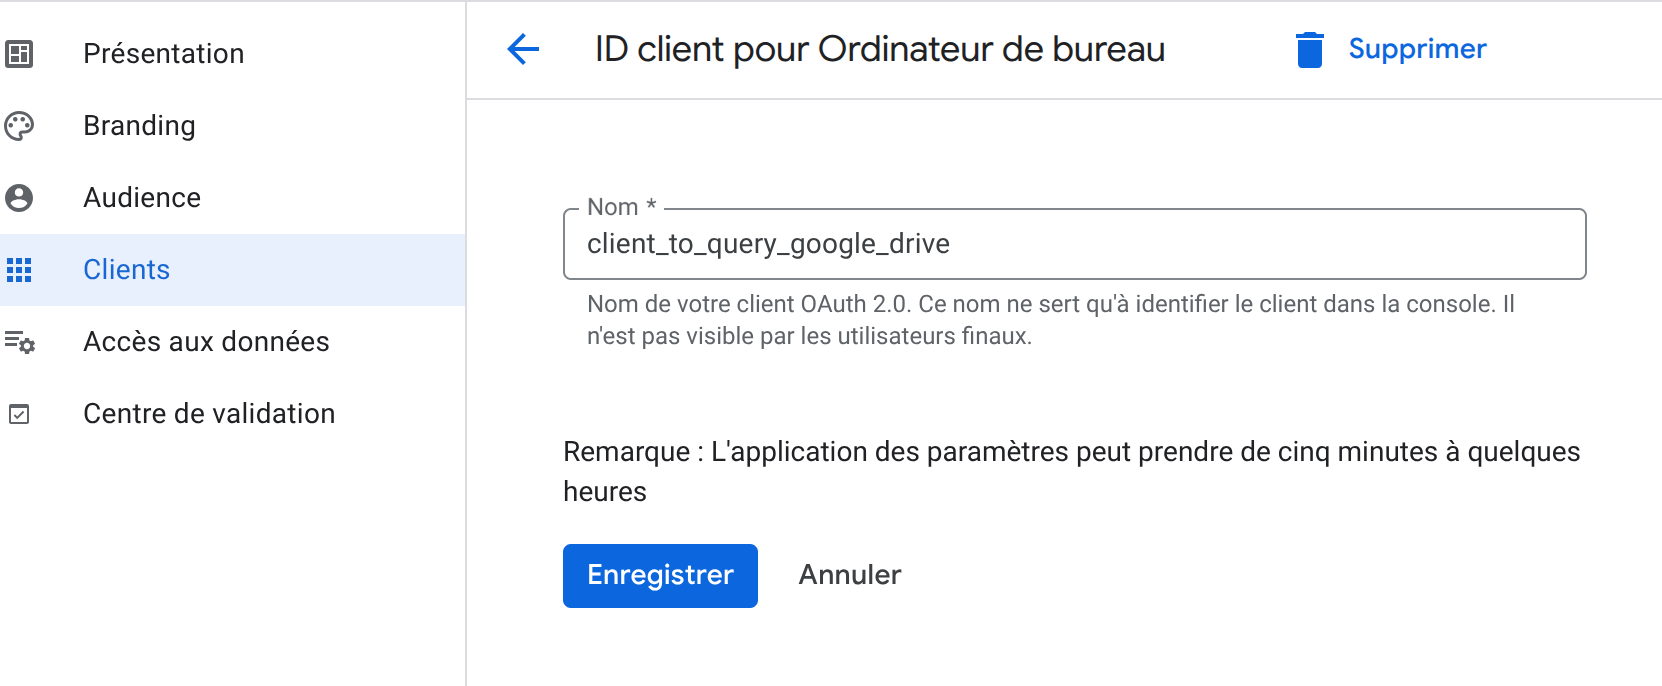 Présentation
Branding
Audience
Clients
Accès aux données
Centre de validation
ID client pour Ordinateur de bureau
Supprimer
Nom *
client_to_query_google_drive
Nom de votre client OAuth 2.0. Ce nom ne sert qu'à identifier le client dans la console. Il
n'est pas visible par les utilisateurs finaux.
Remarque : L'application des paramètres peut prendre de cinq minutes à quelques
heures
Enregistrer
Annuler